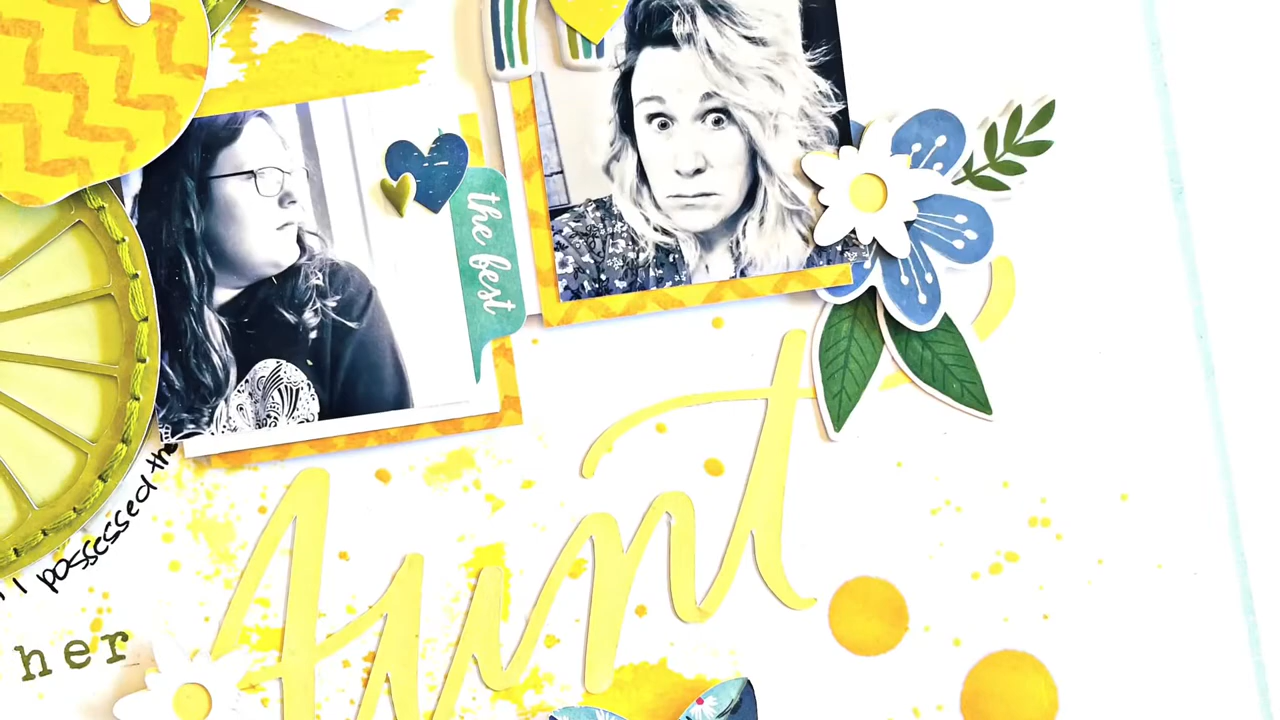 the best
I possessed the
her
Aunt